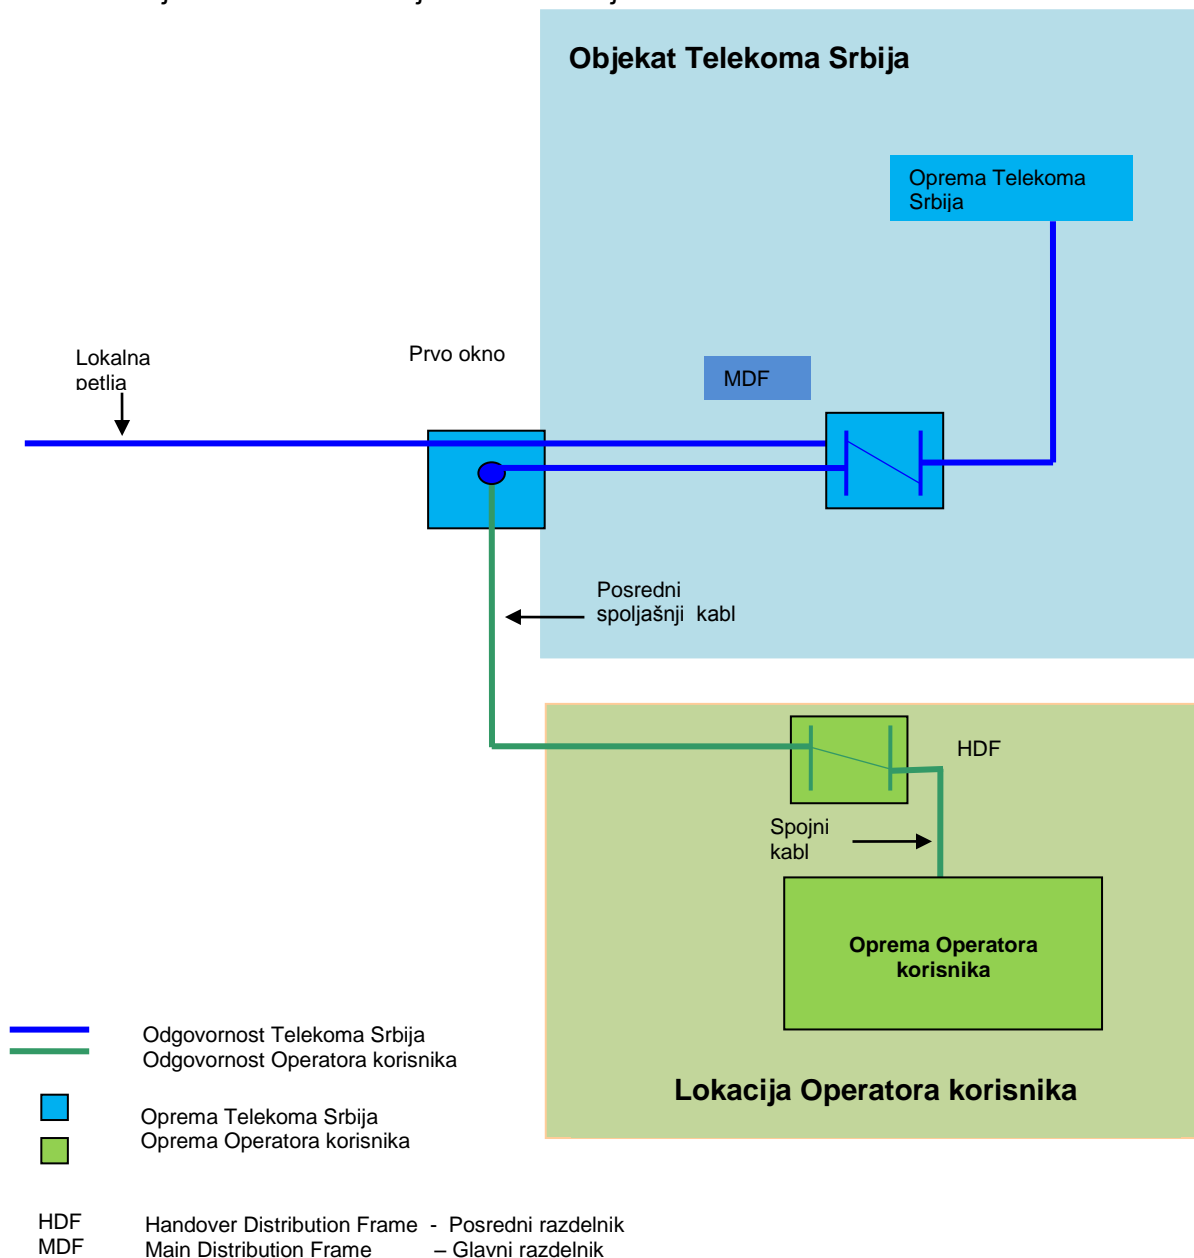 Objekat Telekoma Srbija
Oprema Telekoma
Srbija
Lokalna
petlja
Prvo okno
MDF
Posredni
spoljašnji kabl
HDF
Spojni
kabl
Oprema Operatora
korisnika
Lokacija Operatora korisnika
Odgovornost Telekoma Srbija
Odgovornost Operatora korisnika
Oprema Telekoma Srbija
Oprema Operatora korisnika
HDF Handover Distribution Frame - Posredni razdelnik
MDF Main Distribution Frame – Glavni razdelnik